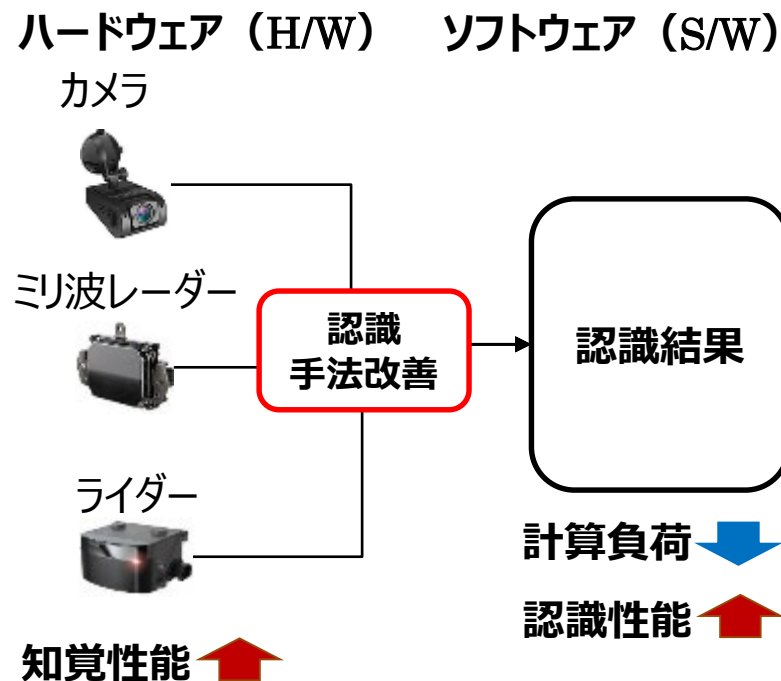 ハードウェア（H/W） ソフトウェア（S/W）
カメラ
ミリ波レーダー
認識
手法改善
認識結果
ライダー
計算負荷
認識性能
知覚性能